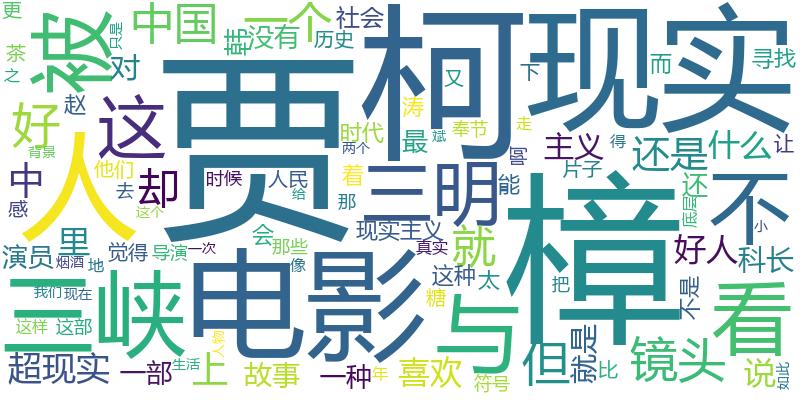 更
中国
一个
社会
柯
现实
茶
之
被
让
没有
历史
对
下
而
寻找
又
赵
这
贾
涛
奉节
走
好
时代
最
斌
得
背景
人
他们
两个
主义
还是
什么
让
片子
中
却
时候
人民
着
三明
能
还
不
感
去
这个
给
那
底层
小
演员
里
觉得
导演
一次
会
那些
现实主义
真实
就
樟
好人
科长
烟酒
地
像
这种
太
把
不是
三峡
我们
现在
电影
糖
与
看
这样
这部
人物
但
就是
镜头
超现实
一部
生活
上
故事
一种
年
喜欢
符号
比
说
如此
只是